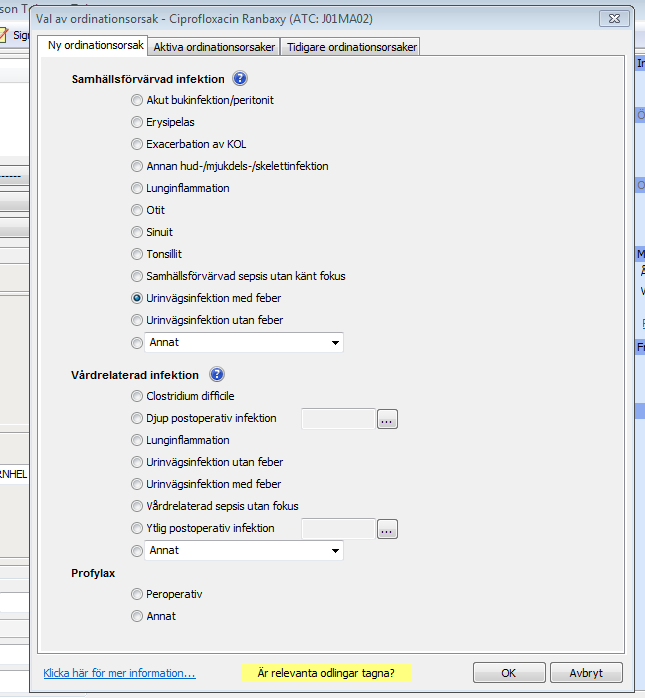 Val av ordinationsorsak - Ciprofloxacin Ranbaxy (ATC: J01MA02)
Ny ordinationsorsak Aktiva ordinationsorsaker Tidigare ordinationsorsaker
Samhällsförvärvad infektion ?
Akut bukinfektion/peritonit
Erysipelas
Exacerbation av KOL
Annan hud-/mjukdels-/skelettinfektion
Lunginflammation
Otit
Sinuit
Tonsillit
Samhällsförvärvad sepsis utan känt fokus
Urinvägsinfektion med feber
Urinvägsinfektion utan feber
Annat
Vårdrelaterad infektion ?
Clostridium difficile
Djup postoperativ infektion ...
Lunginflammation
Urinvägsinfektion utan feber
Urinvägsinfektion med feber
Vårdrelaterad sepsis utan fokus
Ytlig postoperativ infektion ...
Annat
Profylax
Peroperativ
Annat
Klicka här för mer information... Är relevanta odlingar tagna? OK Avbryt
RNHEL